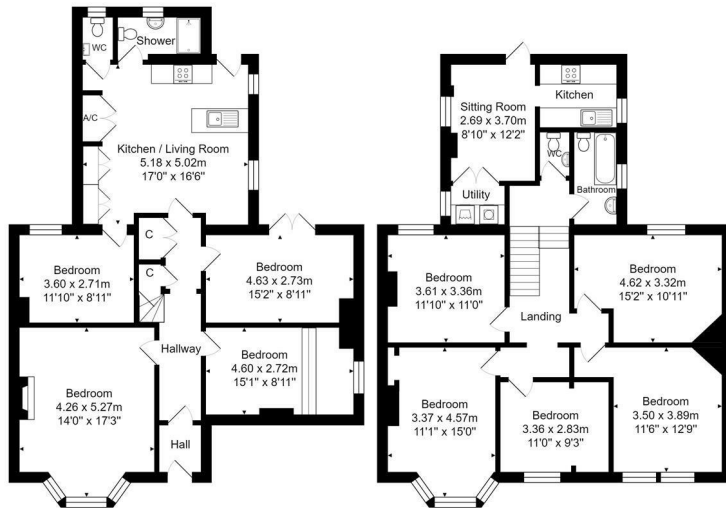 WC
Shower
A/C
Kitchen / Living Room
5.18 x 5.02m
17'0" x 16'6"
C
C
Bedroom
3.60 x 2.71m
11'10" x 8'11"
Bedroom
4.63 x 2.73m
15'2" x 8'11"
Hallway
Bedroom
4.60 x 2.72m
15'1" x 8'11"
Bedroom
4.26 x 5.27m
14'0" x 17'3"
Hall
Sitting Room
2.69 x 3.70m
8'10" x 12'2"
Kitchen
WC
Bathroom
Utility
Bedroom
3.61 x 3.36m
11'10" x 11'0"
Bedroom
4.62 x 3.32m
15'2" x 10'11"
Landing
Bedroom
3.37 x 4.57m
11'1" x 15'0"
Bedroom
3.36 x 2.83m
11'0" x 9'3"
Bedroom
3.50 x 3.89m
11'6" x 12'9"